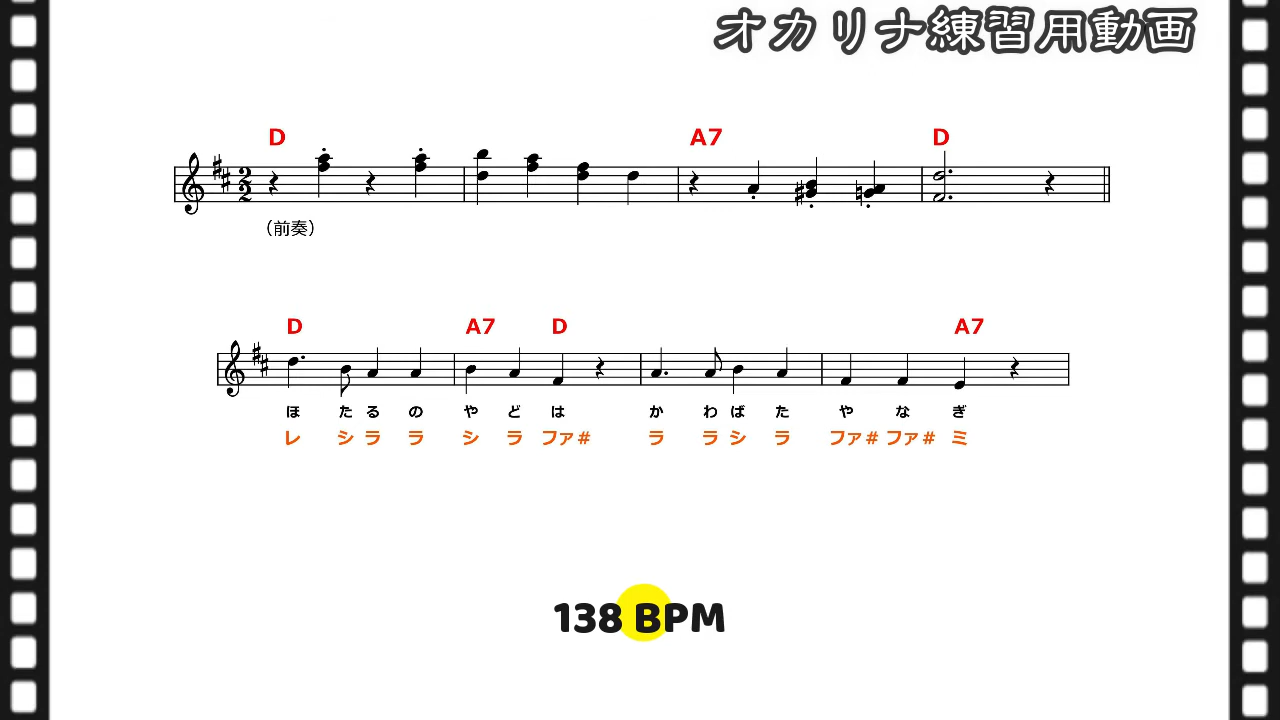 オカリナ練習用動画
D A7 D
(前奏)
D A7 D A7
ほ た る の や ど は か わ ば た や な ぎ
レ シ ラ ラ シ ラ ファ# ラ ラ シ ラ ファ# ファ# ミ
138 BPM